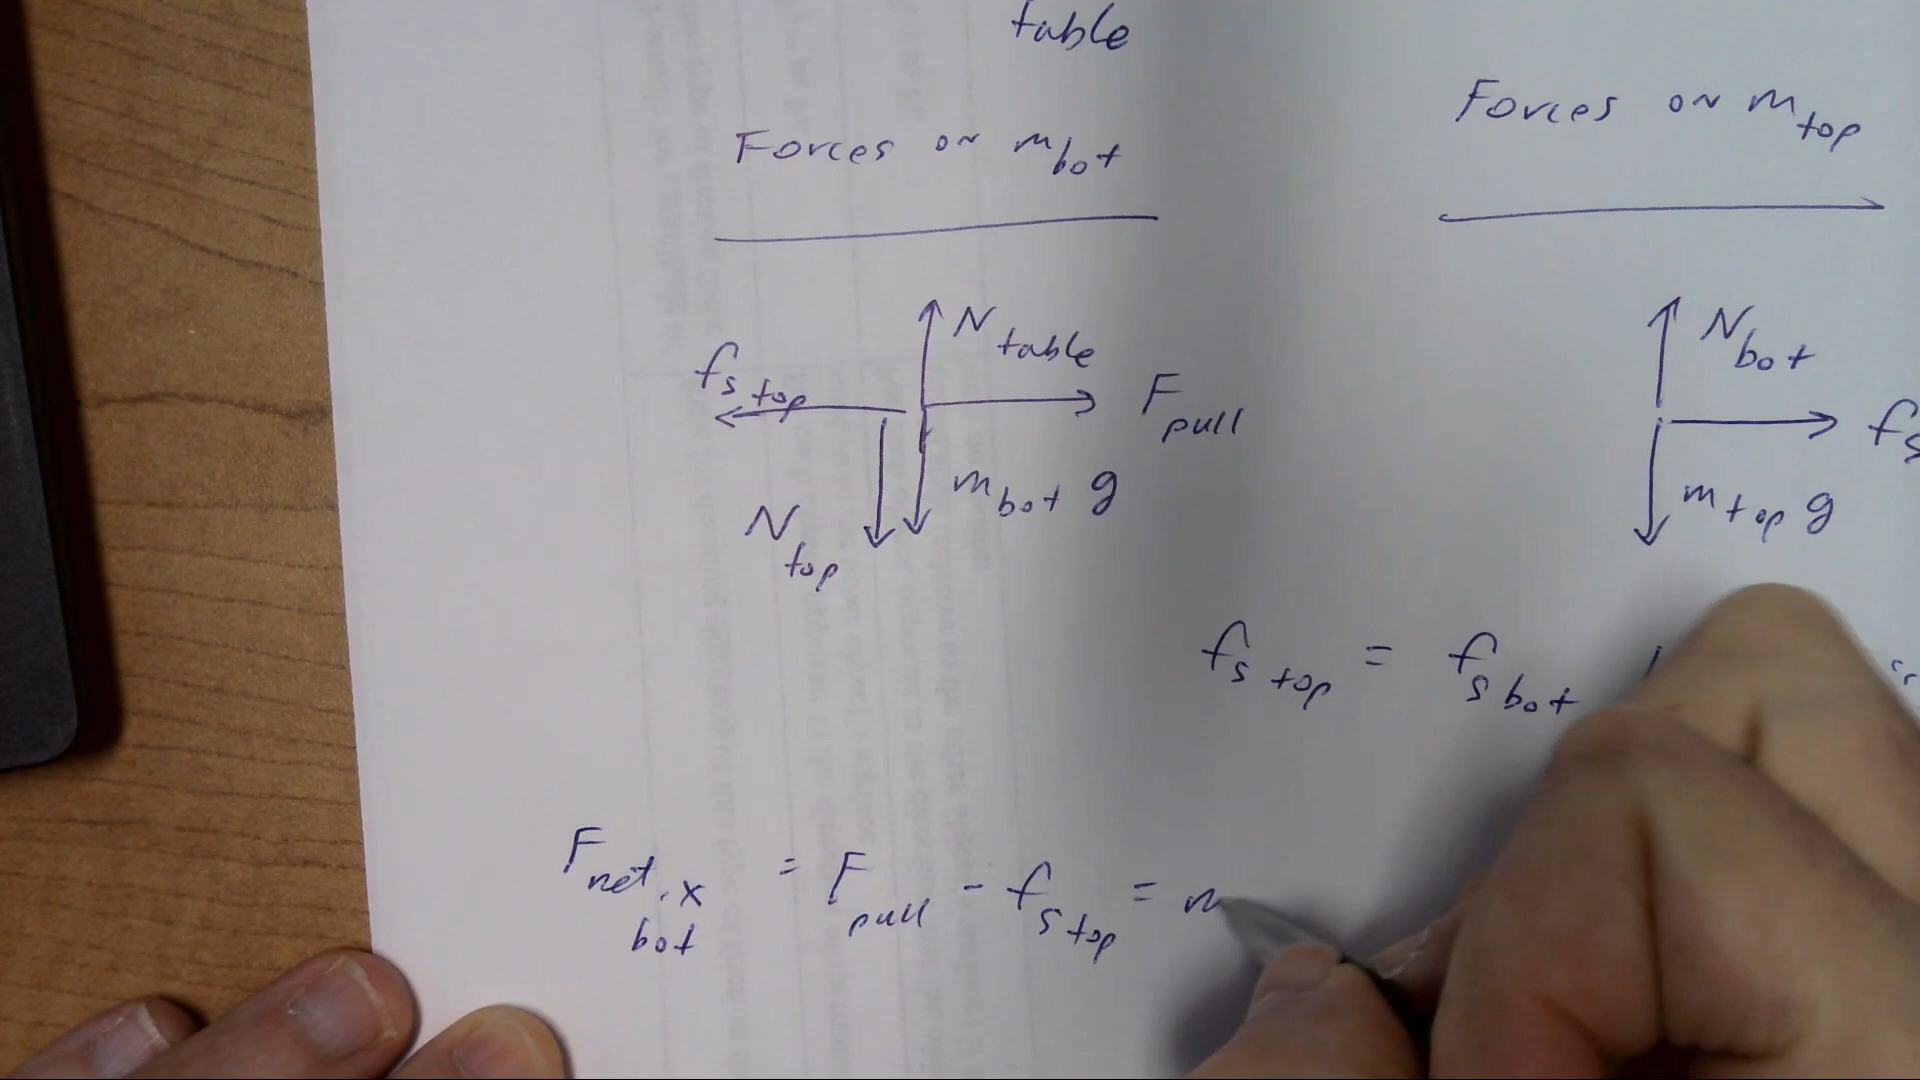 table
Forces on m_bot
Forces on m_top
N_table
f_s top
F_pull
m_bot g
N_top
N_bot
f_s
m_top g
f_s top = f_s bot
F_net,x bot = F_pull - f_s top = m